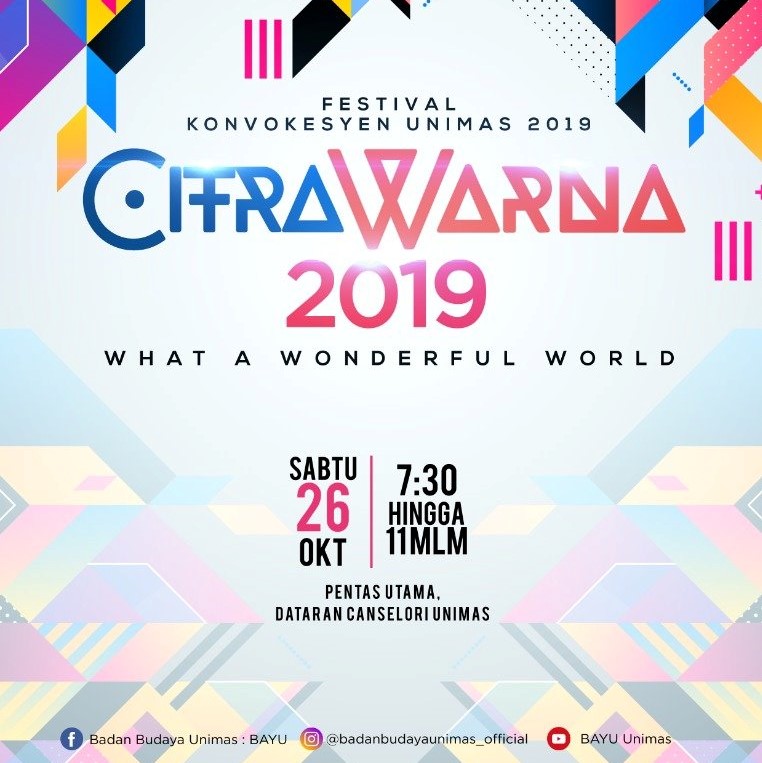 FESTIVAL
KONVOKESYEN UNIMAS 2019
CITRAWARNA
2019
WHAT A WONDERFUL WORLD
SABTU
26
OKT
7:30
HINGGA
11MLM
PENTAS UTAMA,
DATARAN CANSELORI UNIMAS
Badan Budaya Unimas : BAYU @badanbudayaunimas_official BAYU Unimas